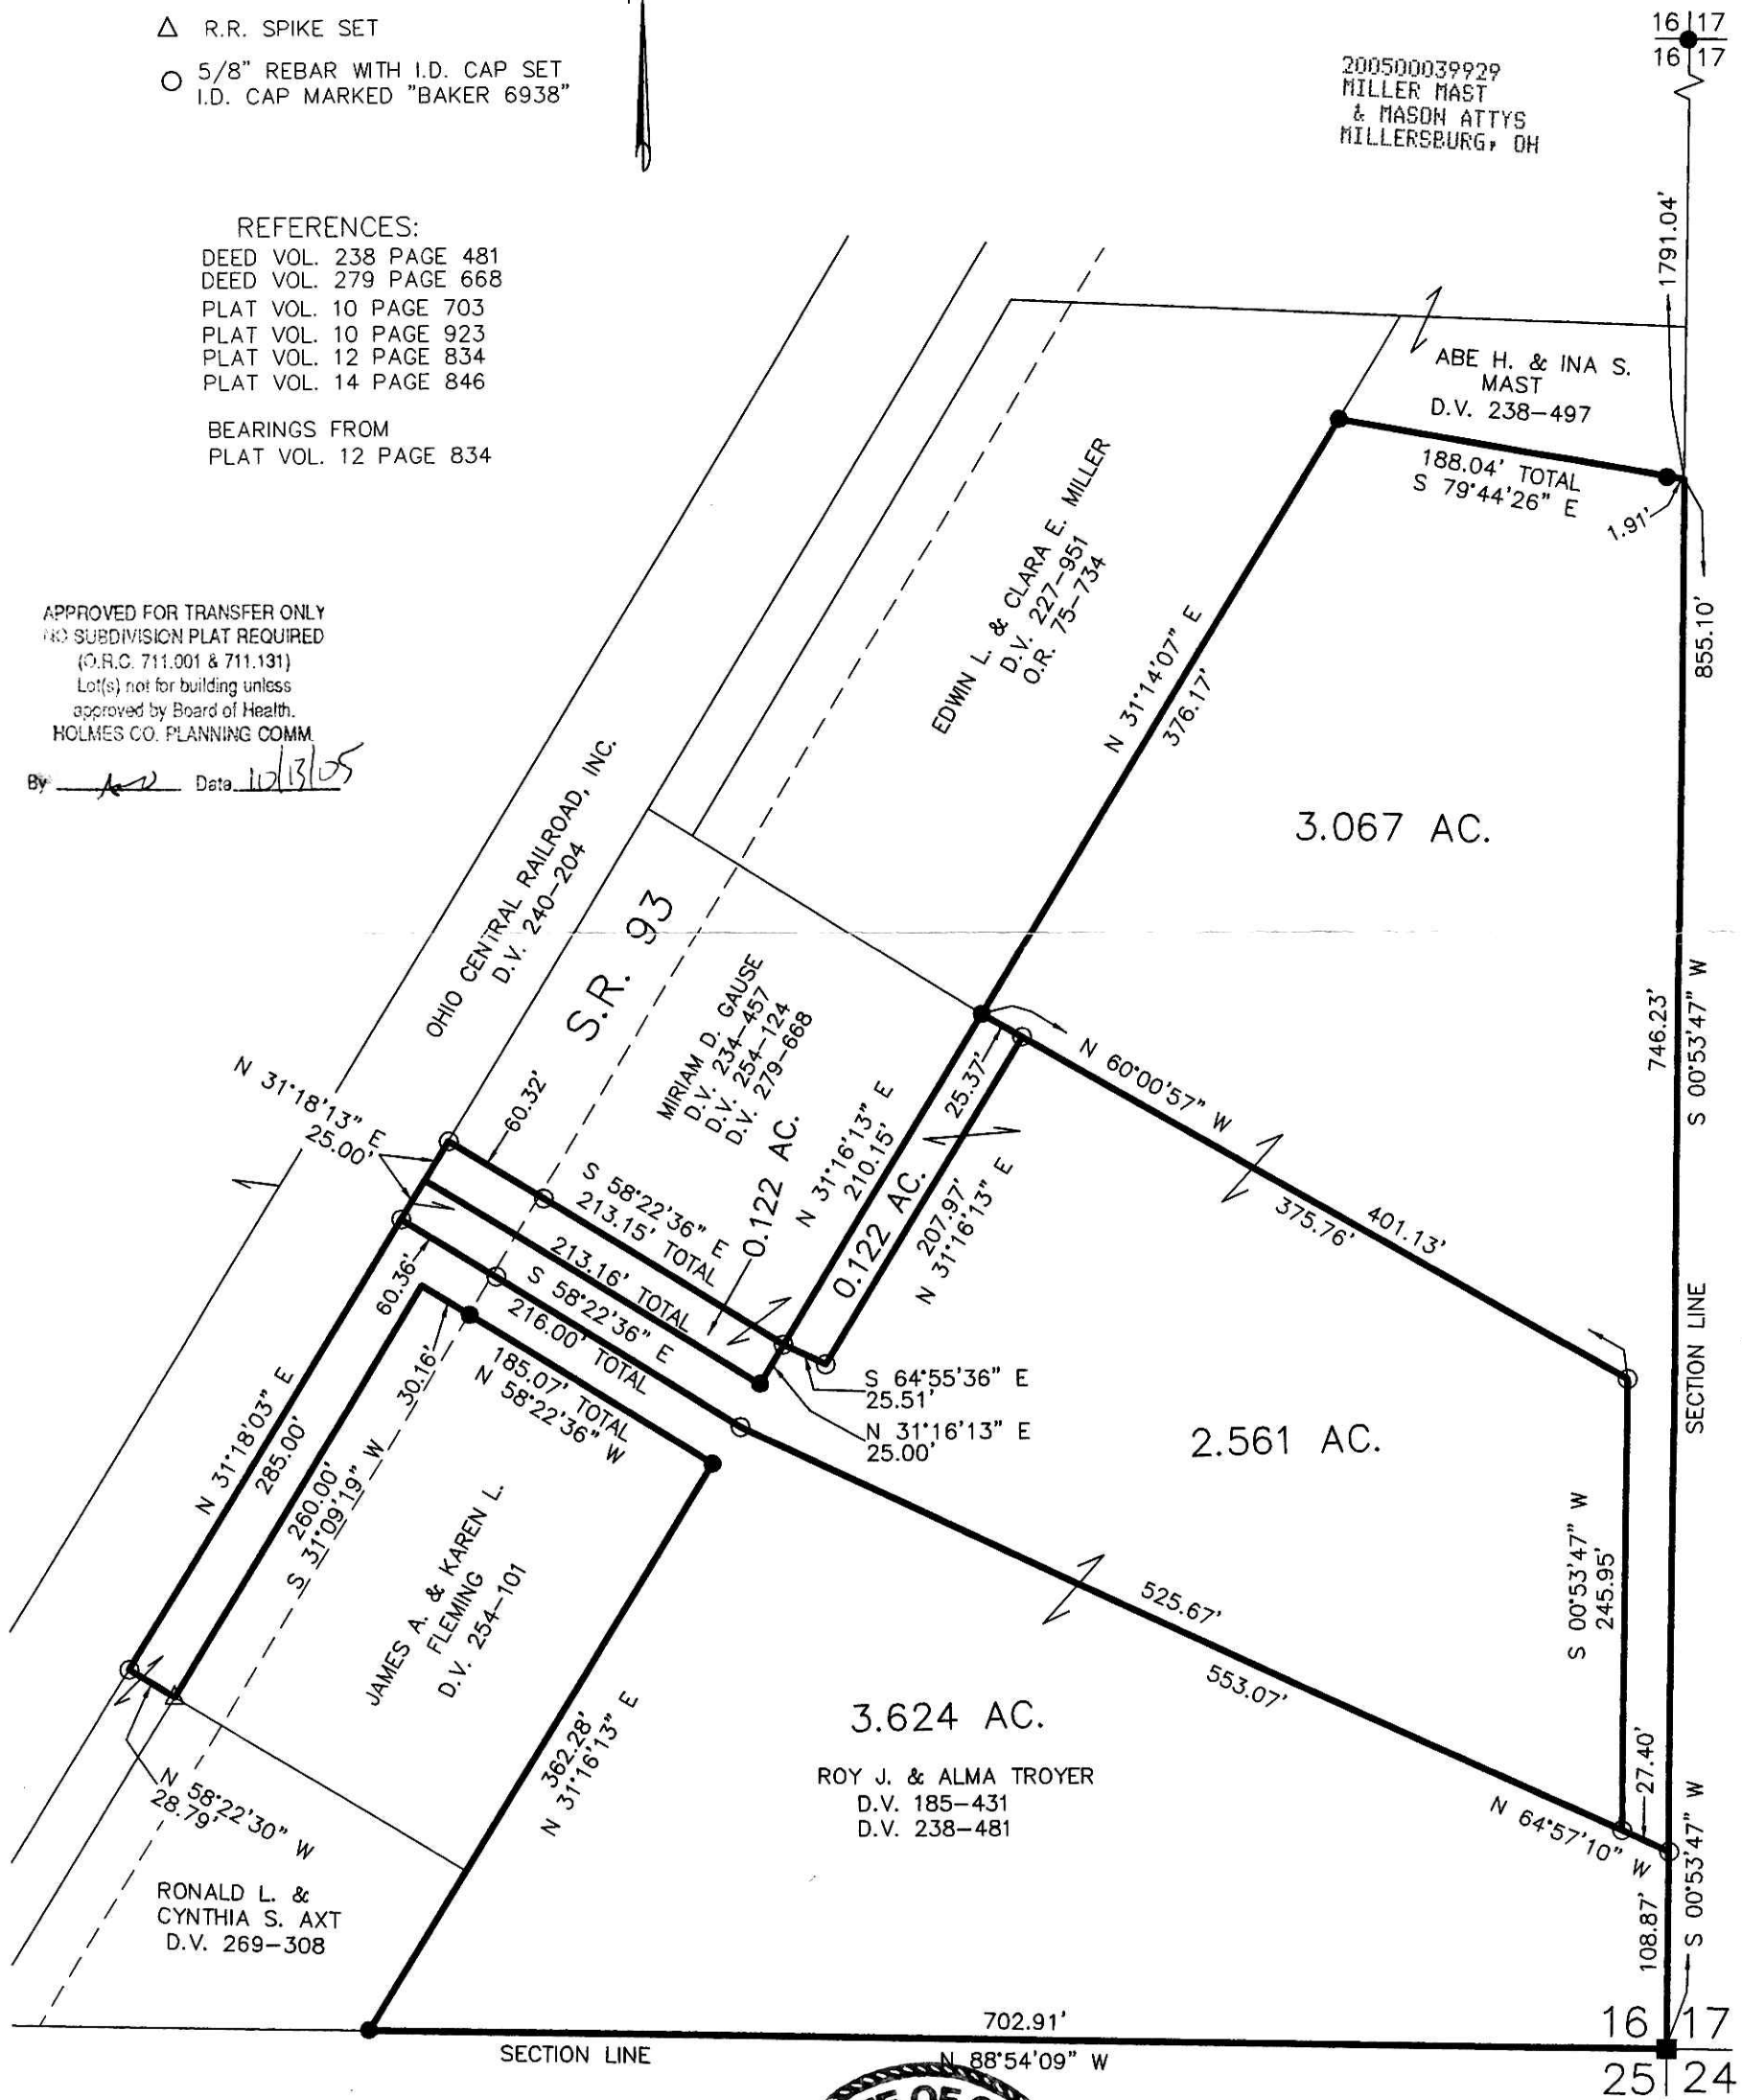 △ R.R. SPIKE SET
○ 5/8" REBAR WITH I.D. CAP SET
I.D. CAP MARKED "BAKER 6938"
16 17
16 17
200500039929
MILLER MAST
& MASON ATTYS
MILLERSBURG, OH
REFERENCES:
DEED VOL. 238 PAGE 481
DEED VOL. 279 PAGE 668
PLAT VOL. 10 PAGE 703
PLAT VOL. 10 PAGE 923
PLAT VOL. 12 PAGE 834
PLAT VOL. 14 PAGE 846
BEARINGS FROM
PLAT VOL. 12 PAGE 834
1791.04'
ABE H. & INA S.
MAST
D.V. 238-497
188.04' TOTAL
S 79°44'26" E
1.91'
855.10'
EDWIN L. & CLARA E. MILLER
D.V. 227-951
O.R. 75-734
N 31°14'07" E
376.17'
APPROVED FOR TRANSFER ONLY
NO SUBDIVISION PLAT REQUIRED
(O.R.C. 711.001 & 711.131)
Lot(s) not for building unless
approved by Board of Health.
HOLMES CO. PLANNING COMM.
By Date 10/13/05
3.067 AC.
OHIO CENTRAL RAILROAD, INC.
D.V. 240-204
S.R. 93
MIRIAM D. GAUSE
D.V. 234-457
D.V. 254-124
D.V. 279-668
0.122 AC.
746.23'
S 00°53'47" W
SECTION LINE
N 31°18'13" E
25.00'
60.32'
S 58°22'36" E
213.15' TOTAL
213.16' TOTAL
S 58°22'36" E
216.00' TOTAL
60.36'
30.16'
185.07' TOTAL
N 58°22'36" W
N 31°16'13" E
210.15'
25.37'
0.122 AC.
207.97'
N 31°16'13" E
N 60°00'57" W
401.13'
375.76'
S 64°55'36" E
25.51'
N 31°16'13" E
25.00'
2.561 AC.
N 31°18'03" E
285.00'
260.00'
S 31°09'19" W
JAMES A. & KAREN L.
FLEMING
D.V. 254-101
S 00°53'47" W
245.95'
525.67'
553.07'
N 64°57'10" W
27.40'
3.624 AC.
ROY J. & ALMA TROYER
D.V. 185-431
D.V. 238-481
362.28'
N 31°16'13" E
N 58°22'30" W
28.79'
RONALD L. &
CYNTHIA S. AXT
D.V. 269-308
108.87'
S 00°53'47" W
702.91'
SECTION LINE
N 88°54'09" W
16 17
25 24